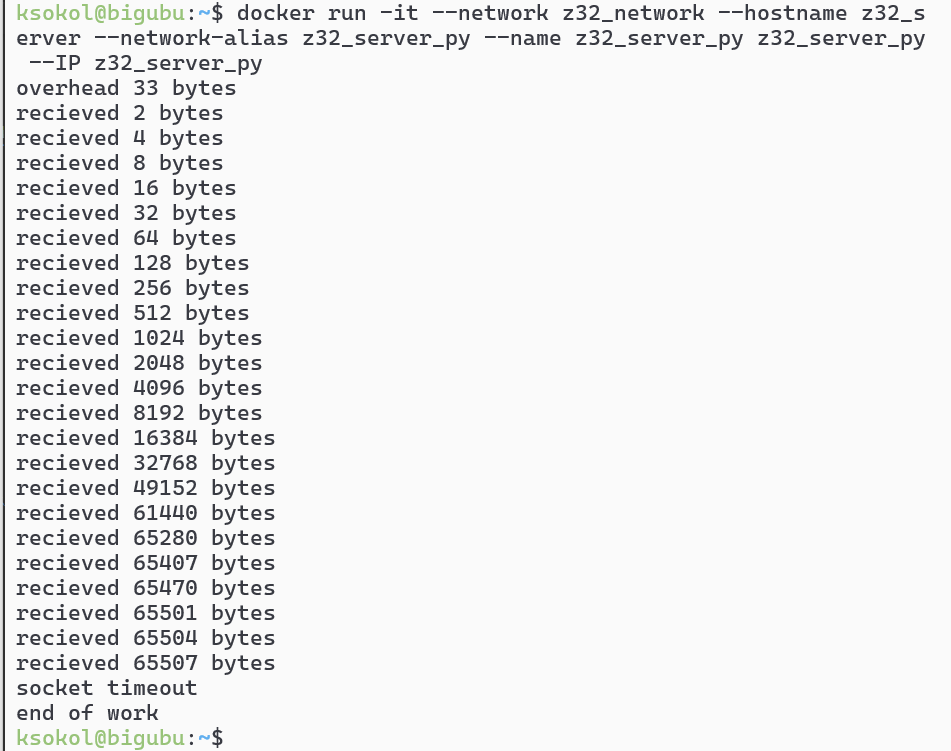 ksokol@bigubu:~$ docker run -it --network z32_network --hostname z32_s
erver --network-alias z32_server_py --name z32_server_py z32_server_py
 --IP z32_server_py
overhead 33 bytes
recieved 2 bytes
recieved 4 bytes
recieved 8 bytes
recieved 16 bytes
recieved 32 bytes
recieved 64 bytes
recieved 128 bytes
recieved 256 bytes
recieved 512 bytes
recieved 1024 bytes
recieved 2048 bytes
recieved 4096 bytes
recieved 8192 bytes
recieved 16384 bytes
recieved 32768 bytes
recieved 49152 bytes
recieved 61440 bytes
recieved 65280 bytes
recieved 65407 bytes
recieved 65470 bytes
recieved 65501 bytes
recieved 65504 bytes
recieved 65507 bytes
socket timeout
end of work
ksokol@bigubu:~$